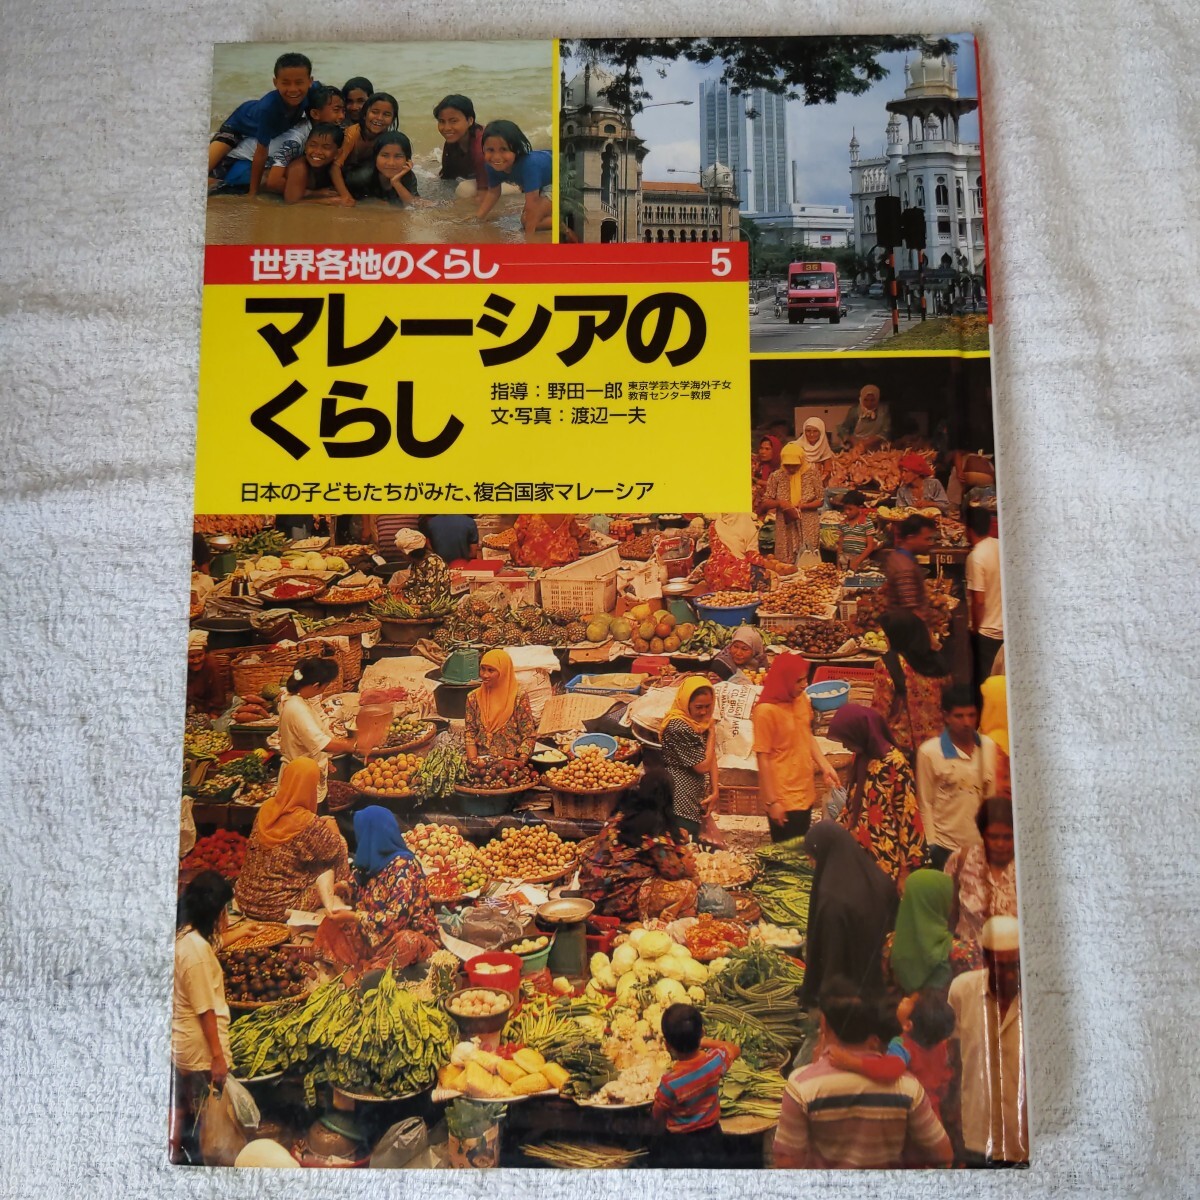 世界各地のくらし 5
マレーシアの
くらし
指導：野田一郎 東京学芸大学海外子女
教育センター教授
文・写真：渡辺一夫
日本の子どもたちがみた、複合国家マレーシア
36